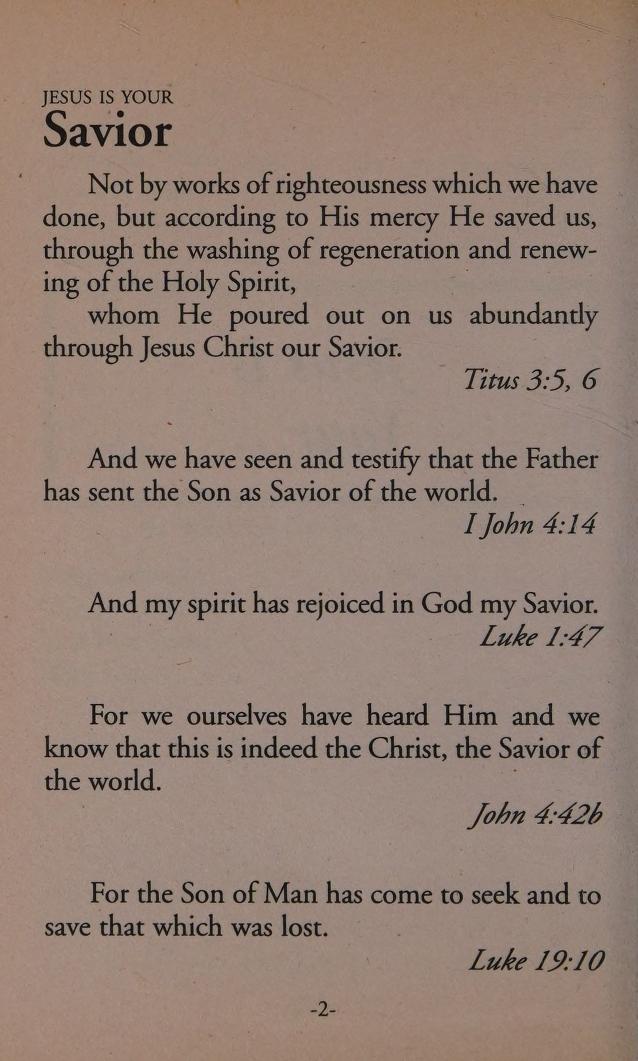 JESUS IS YOUR
Savior
Not by works of righteousness which we have
done, but according to His mercy He saved us,
through the washing of regeneration and renew-
ing of the Holy Spirit,
whom He poured out on us abundantly
through Jesus Christ our Savior.
Titus 3:5, 6
And we have seen and testify that the Father
has sent the Son as Savior of the world.
I John 4:14
And my spirit has rejoiced in God my Savior.
Luke 1:47
For we ourselves have heard Him and we
know that this is indeed the Christ, the Savior of
the world.
John 4:42b
For the Son of Man has come to seek and to
save that which was lost.
Luke 19:10
-2-